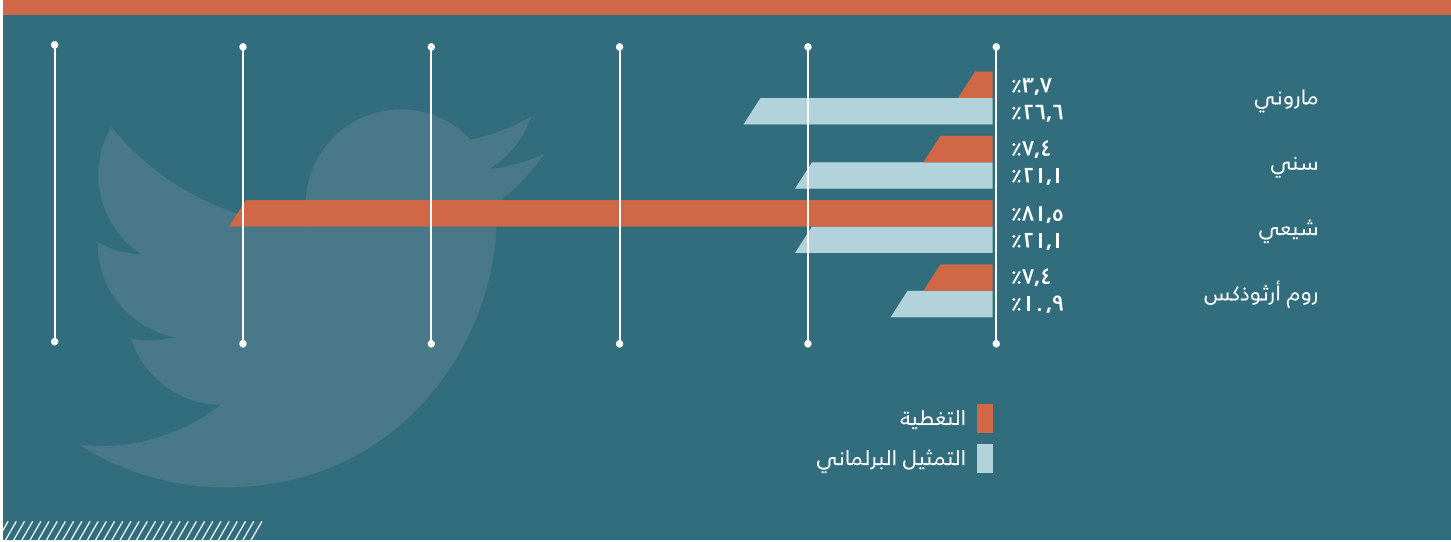 ماروني
٪٣,٧
٪٢٦,٦
سني
٪٧,٤
٪٢١,١
شيعي
٪٨١,٥
٪٢١,١
روم أرثوذكس
٪٧,٤
٪١٠,٩
التغطية
التمثيل البرلماني